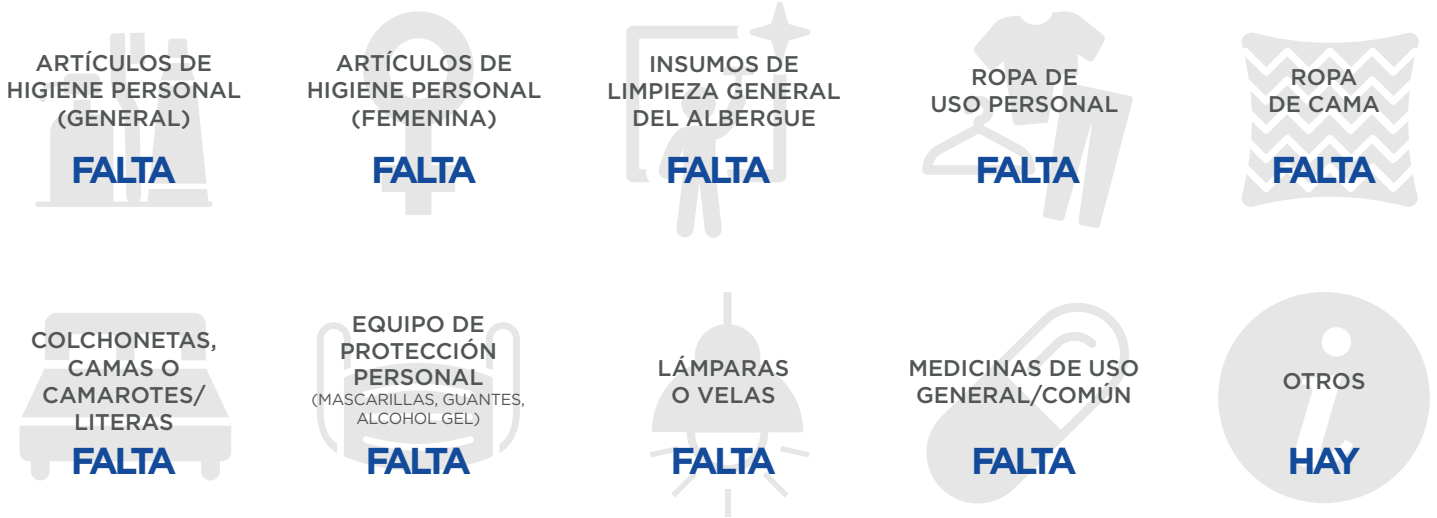 ARTÍCULOS DE
HIGIENE PERSONAL
(GENERAL)
FALTA
ARTÍCULOS DE
HIGIENE PERSONAL
(FEMENINA)
FALTA
INSUMOS DE
LIMPIEZA GENERAL
DEL ALBERGUE
FALTA
ROPA DE
USO PERSONAL
FALTA
ROPA
DE CAMA
FALTA
COLCHONETAS,
CAMAS O
CAMAROTES/
LITERAS
FALTA
EQUIPO DE
PROTECCIÓN
PERSONAL
(MASCARILLAS, GUANTES,
ALCOHOL GEL)
FALTA
LÁMPARAS
O VELAS
FALTA
MEDICINAS DE USO
GENERAL/COMÚN
FALTA
OTROS
HAY